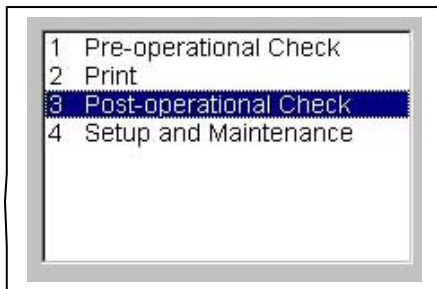 1 Pre-operational Check
2 Print
3 Post-operational Check
4 Setup and Maintenance